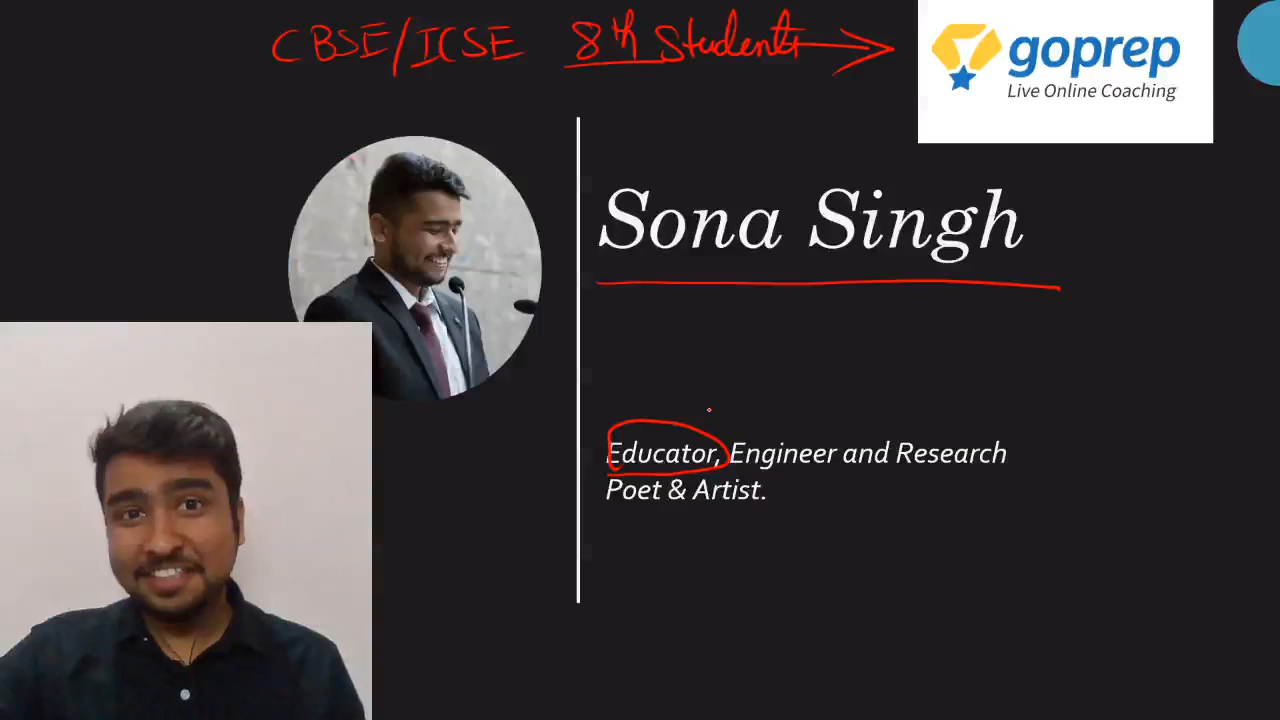 CBSE/ICSE 8th Students
goprep
Live Online Coaching
Sona Singh
Educator, Engineer and Research
Poet & Artist.